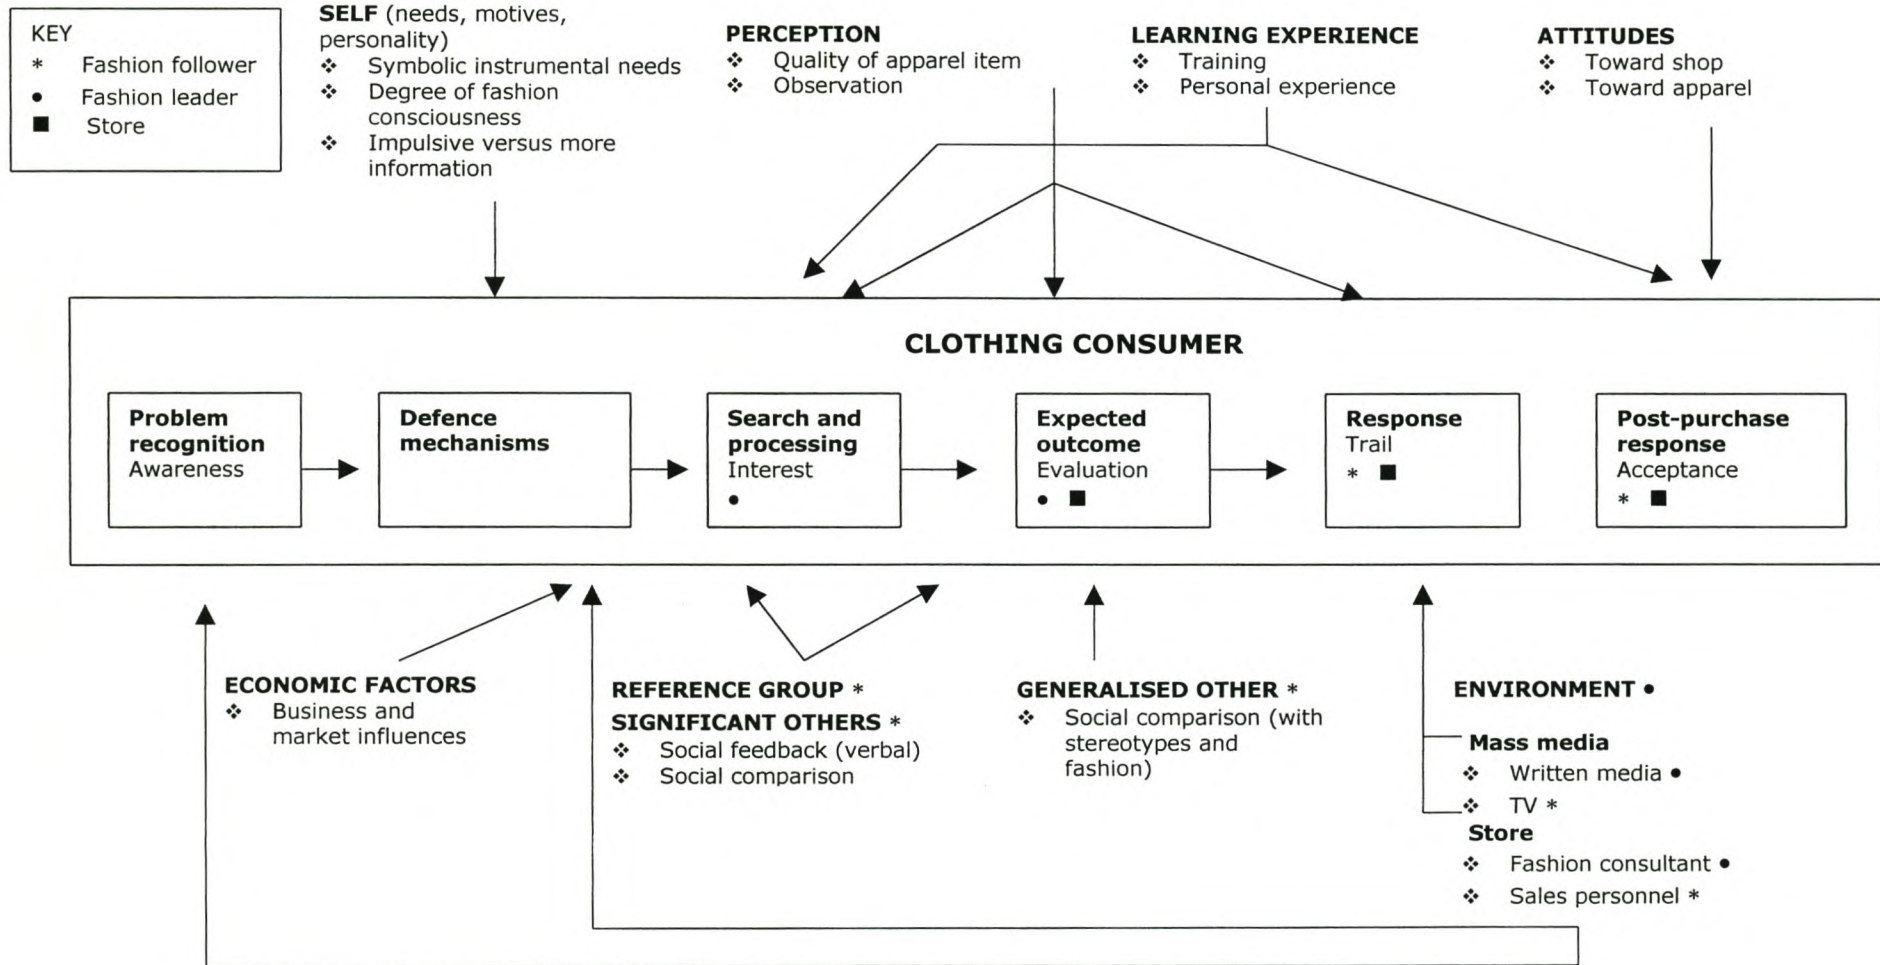 KEY
* Fashion follower
● Fashion leader
■ Store
SELF (needs, motives,
personality)
❖ Symbolic instrumental needs
❖ Degree of fashion
consciousness
❖ Impulsive versus more
information
PERCEPTION
❖ Quality of apparel item
❖ Observation
LEARNING EXPERIENCE
❖ Training
❖ Personal experience
ATTITUDES
❖ Toward shop
❖ Toward apparel
CLOTHING CONSUMER
Problem
recognition
Awareness
Defence
mechanisms
Search and
processing
Interest
●
Expected
outcome
Evaluation
● ■
Response
Trail
* ■
Post-purchase
response
Acceptance
* ■
ECONOMIC FACTORS
❖ Business and
market influences
REFERENCE GROUP *
SIGNIFICANT OTHERS *
❖ Social feedback (verbal)
❖ Social comparison
GENERALISED OTHER *
❖ Social comparison (with
stereotypes and
fashion)
ENVIRONMENT ●
Mass media
❖ Written media ●
❖ TV *
Store
❖ Fashion consultant ●
❖ Sales personnel *